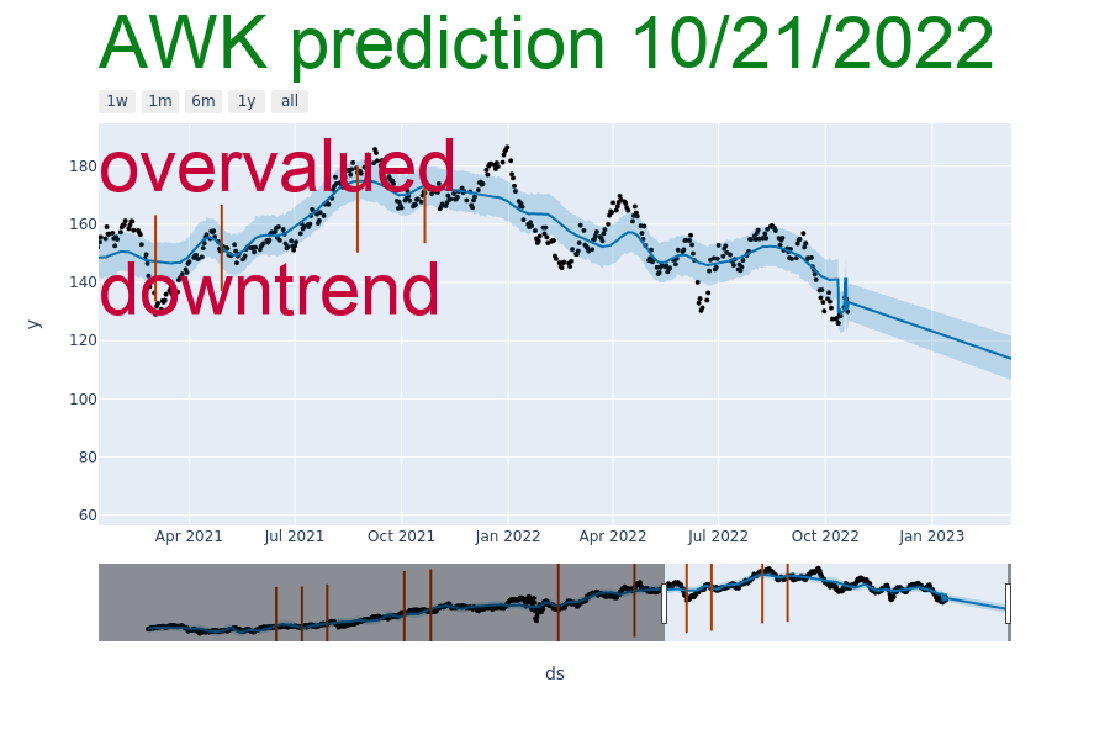 AWK prediction 10/21/2022
1w 1m 6m 1y all
overvalued
downtrend
180
160
140
120
100
80
60
y
Apr 2021 Jul 2021 Oct 2021 Jan 2022 Apr 2022 Jul 2022 Oct 2022 Jan 2023
ds